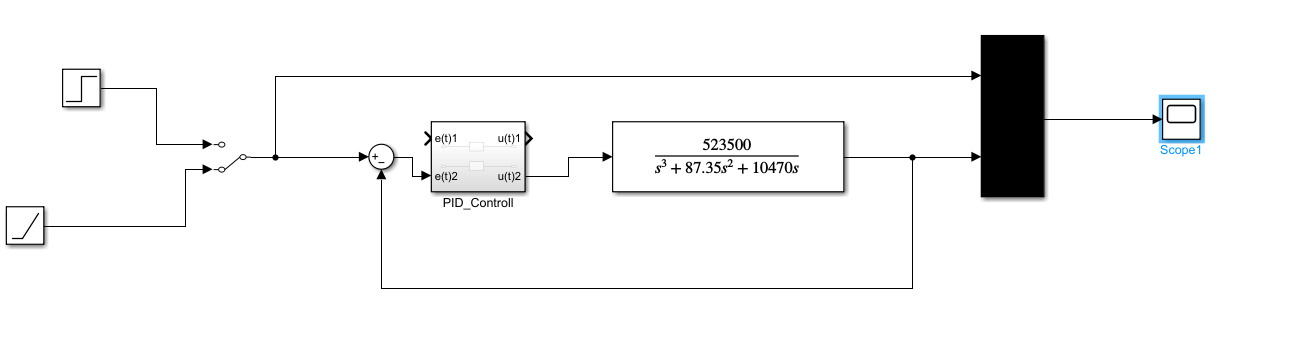 +
−
e(t)1
u(t)1
e(t)2
u(t)2
PID_Controll
523500
s³ + 87.35s² + 10470s
Scope1